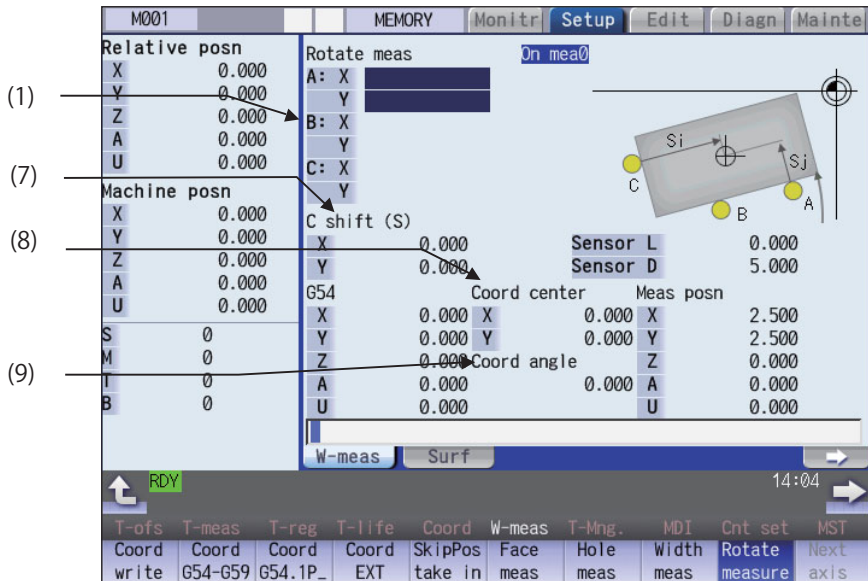 M001 MEMORY Monitr Setup Edit Diagn Mainte
Relative posn
X 0.000
Y 0.000
Z 0.000
A 0.000
U 0.000
Machine posn
X 0.000
Y 0.000
Z 0.000
A 0.000
U 0.000
S 0
M 0
T 0
B 0
(1)
(7)
(8)
(9)
Rotate meas On mea0
A: X
Y
B: X
Y
C: X
Y
Si
Sj
C
B
A
C shift (S)
X 0.000 Sensor L 0.000
Y 0.000 Sensor D 5.000
G54 Coord center Meas posn
X 0.000 X 0.000 X 2.500
Y 0.000 Y 0.000 Y 2.500
Z 0.000 Coord angle Z 0.000
A 0.000 0.000 A 0.000
U 0.000 U 0.000
W-meas Surf
RDY 14:04
T-ofs T-meas T-reg T-life Coord W-meas T-Mng. MDI Cnt set MST
Coord Coord Coord Coord SkipPos Face Hole Width Rotate Next
write G54-G59 G54.1P_ EXT take in meas meas meas measure axis